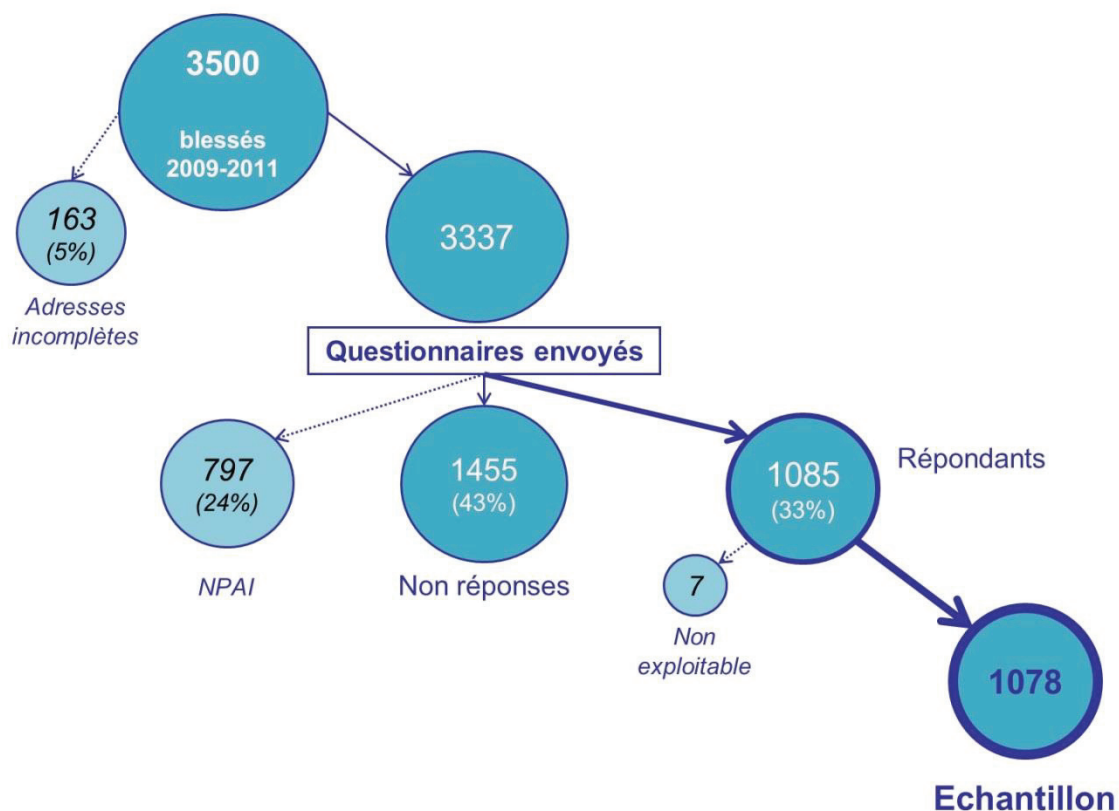 3500
blessés
2009-2011
163
(5%)
Adresses
incomplètes
3337
Questionnaires envoyés
797
(24%)
NPAI
1455
(43%)
Non réponses
1085
(33%)
Répondants
7
Non
exploitable
1078
Echantillon